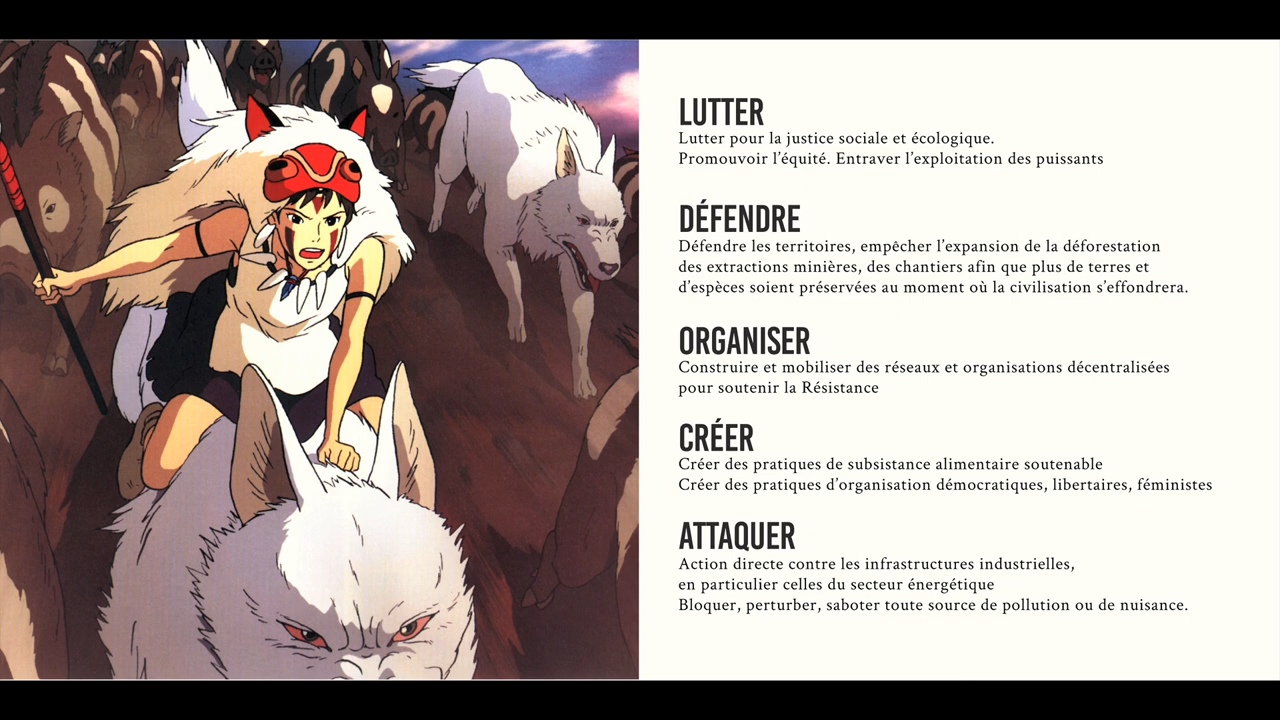 LUTTER
Lutter pour la justice sociale et écologique.
Promouvoir l'équité. Entraver l'exploitation des puissants
DÉFENDRE
Défendre les territoires, empêcher l'expansion de la déforestation
des extractions minières, des chantiers afin que plus de terres et
d'espèces soient préservées au moment où la civilisation s'effondrera.
ORGANISER
Construire et mobiliser des réseaux et organisations décentralisées
pour soutenir la Résistance
CRÉER
Créer des pratiques de subsistance alimentaire soutenable
Créer des pratiques d'organisation démocratiques, libertaires, féministes
ATTAQUER
Action directe contre les infrastructures industrielles,
en particulier celles du secteur énergétique
Bloquer, perturber, saboter toute source de pollution ou de nuisance.